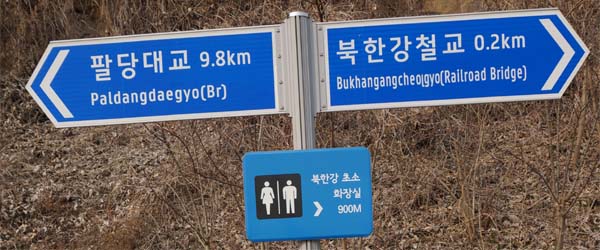 팔당대교 9.8km
Paldangdaegyo(Br)
북한강철교 0.2km
Bukhangangcheolgyo(Railroad Bridge)
북한강 초소
화장실
900M